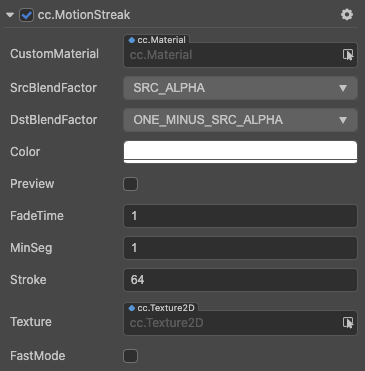 cc.MotionStreak
cc.Material
CustomMaterial cc.Material
SrcBlendFactor SRC_ALPHA
DstBlendFactor ONE_MINUS_SRC_ALPHA
Color
Preview
FadeTime 1
MinSeg 1
Stroke 64
cc.Texture2D
Texture cc.Texture2D
FastMode